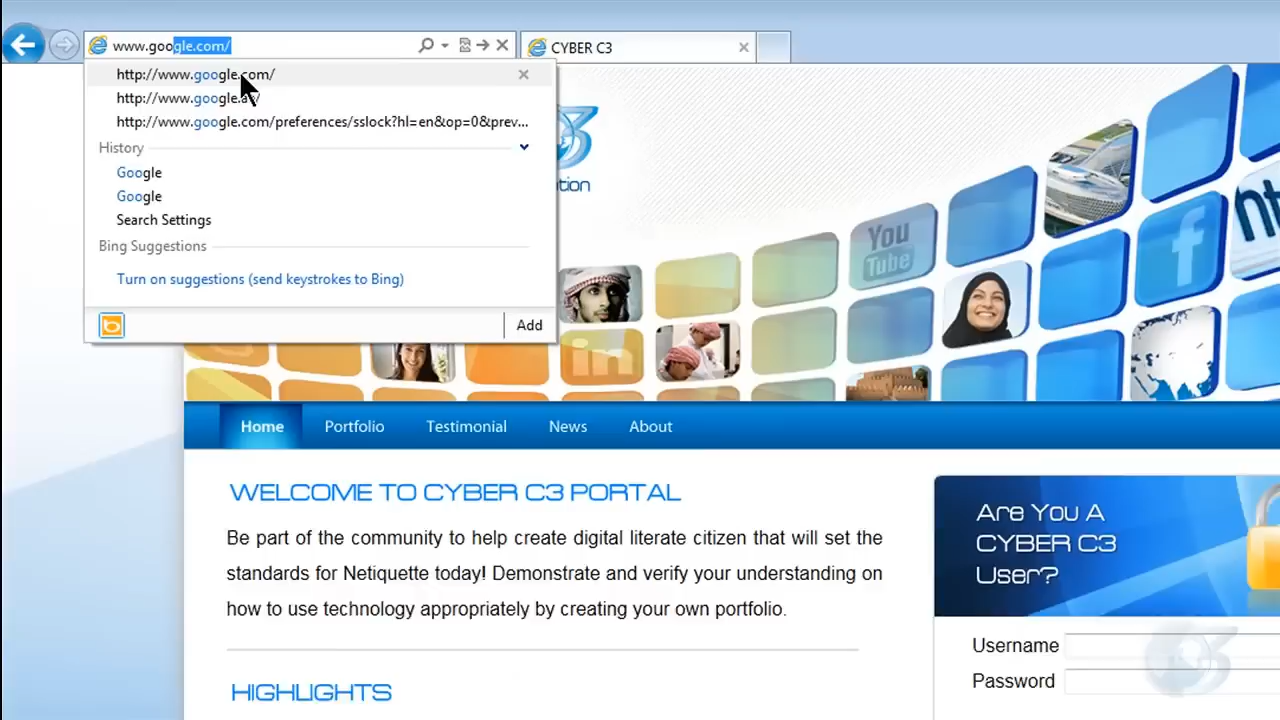 www.google.com/
CYBER C3
http://www.google.com/
http://www.google.ae/
http://www.google.com/preferences/sslock?hl=en&op=0&prev...
History
Google
Google
Search Settings
Bing Suggestions
Turn on suggestions (send keystrokes to Bing)
Add
You
Tube
f
htt
in
Home
Portfolio
Testimonial
News
About
WELCOME TO CYBER C3 PORTAL
Be part of the community to help create digital literate citizen that will set the
standards for Netiquette today! Demonstrate and verify your understanding on
how to use technology appropriately by creating your own portfolio.
HIGHLIGHTS
Are You A
CYBER C3
User?
Username
Password